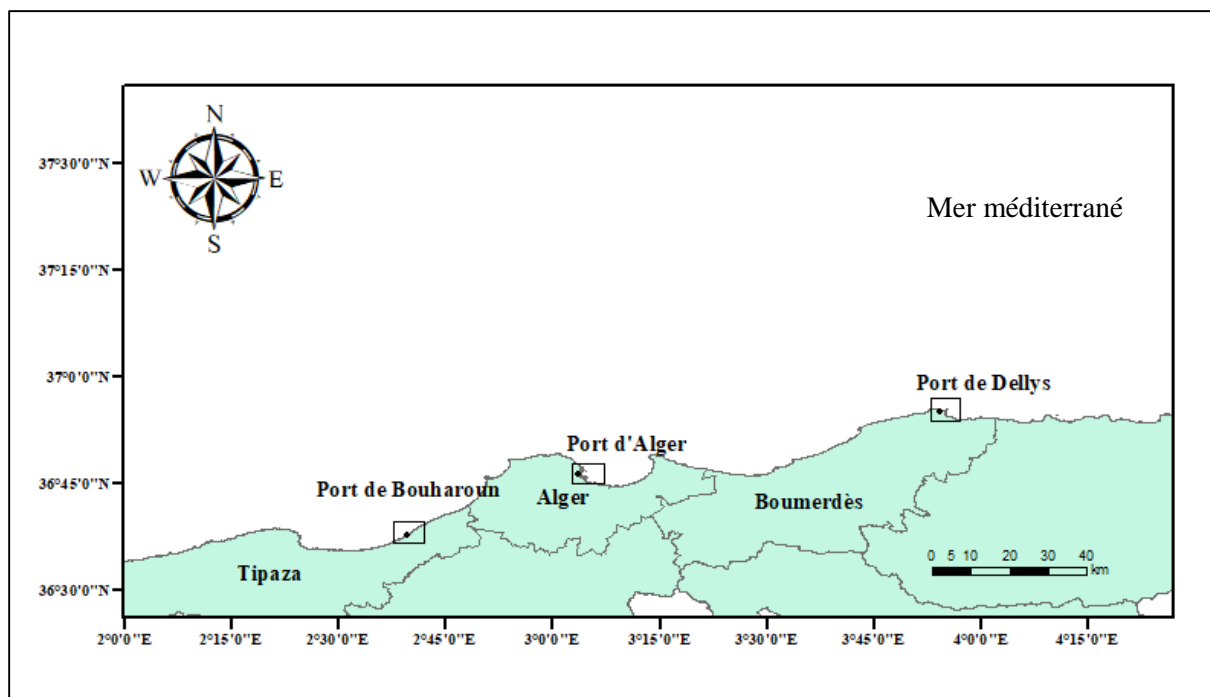 N
W E
S
37°30'0"N
Mer méditerrané
37°15'0"N
37°0'0"N
Port de Dellys
Port d'Alger
36°45'0"N
Port de Bouharoun
Alger
Boumerdès
Tipaza
0 5 10 20 30 40
km
36°30'0"N
2°0'0"E 2°15'0"E 2°30'0"E 2°45'0"E 3°0'0"E 3°15'0"E 3°30'0"E 3°45'0"E 4°0'0"E 4°15'0"E